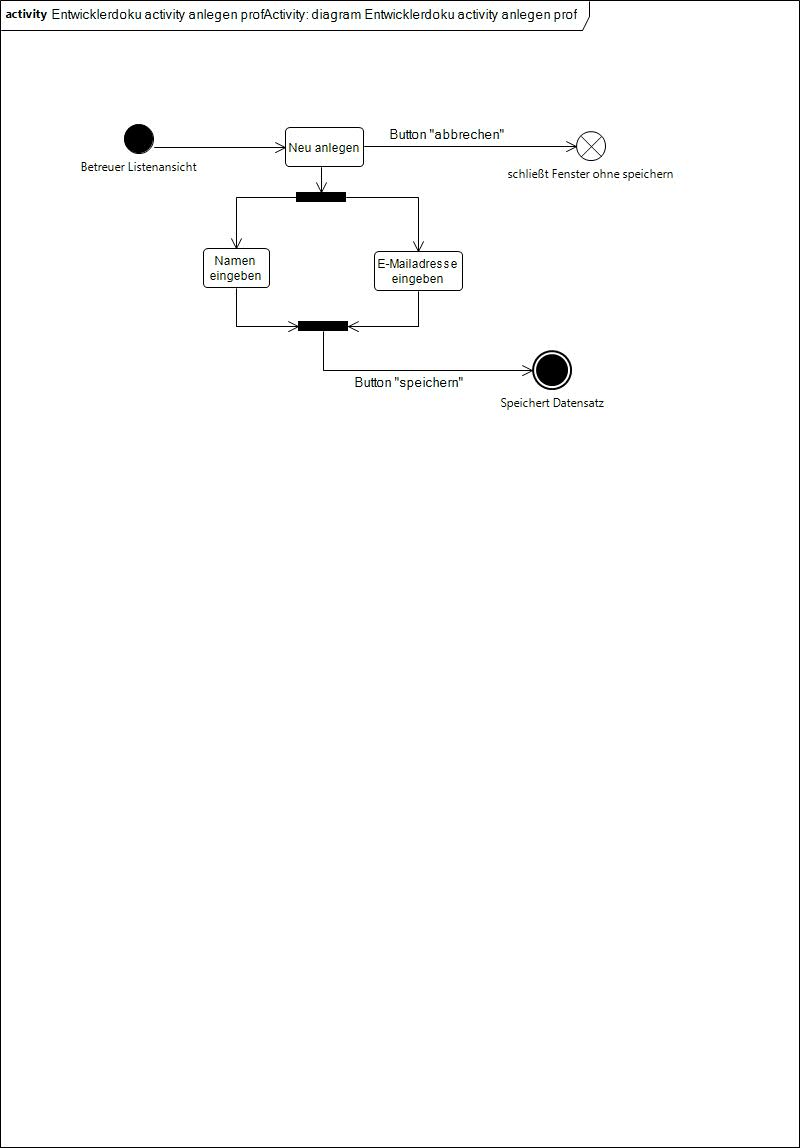 activity Entwicklerdoku activity anlegen profActivity: diagram Entwicklerdoku activity anlegen prof
Button "abbrechen"
Neu anlegen
Betreuer Listenansicht
schließt Fenster ohne speichern
Namen
eingeben
E-Mailadresse
eingeben
Button "speichern"
Speichert Datensatz